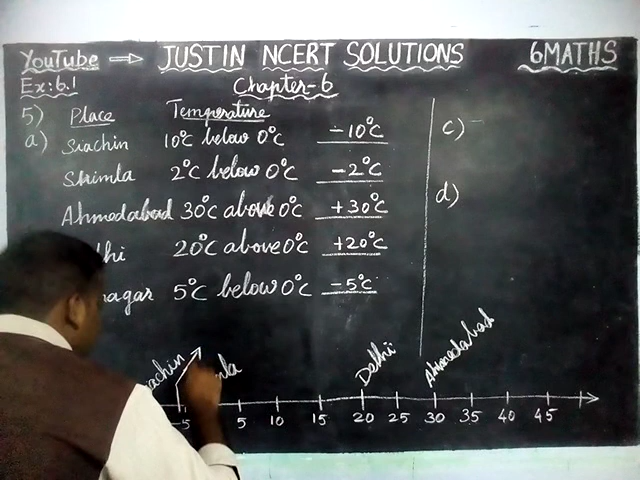 YouTube → JUSTIN NCERT SOLUTIONS 6MATHS
Ex:6.1 Chapter-6
5) Place Temperature
a) Siachin 10°C below 0°C -10°C
Shimla 2°C below 0°C -2°C
Ahmedabad 30°C above 0°C +30°C
20°C above 0°C +20°C
5°C below 0°C -5°C
c)
d)
Delhi Ahmedabad
-5 5 10 15 20 25 30 35 40 45